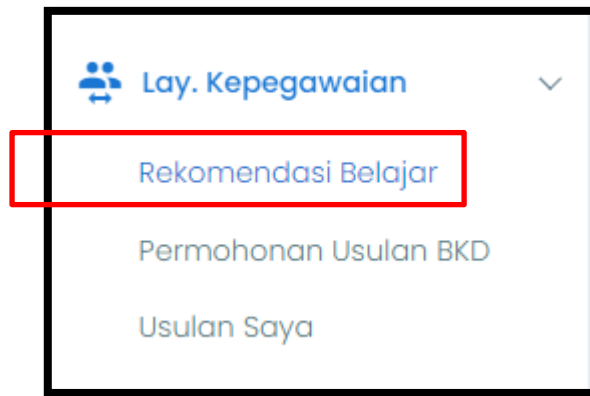 Lay. Kepegawaian
Rekomendasi Belajar
Permohonan Usulan BKD
Usulan Saya